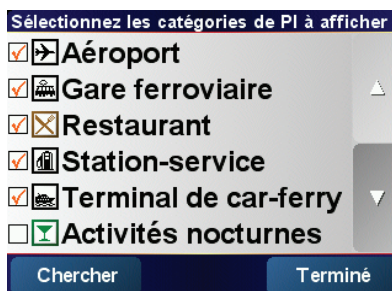 Sélectionnez les catégories de PI à afficher
Aéroport
Gare ferroviaire
Restaurant
Station-service
Terminal de car-ferry
Activités nocturnes
Chercher Terminé